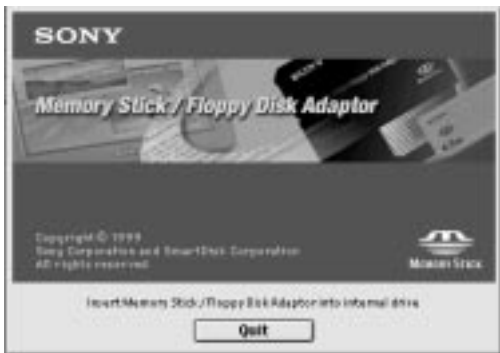 SONY
Memory Stick / Floppy Disk Adaptor
Copyright © 1999
Sony Corporation and SmartDisk Corporation
All rights reserved.
MEMORY STICK
Insert Memory Stick / Floppy Disk Adaptor into internal drive
Quit